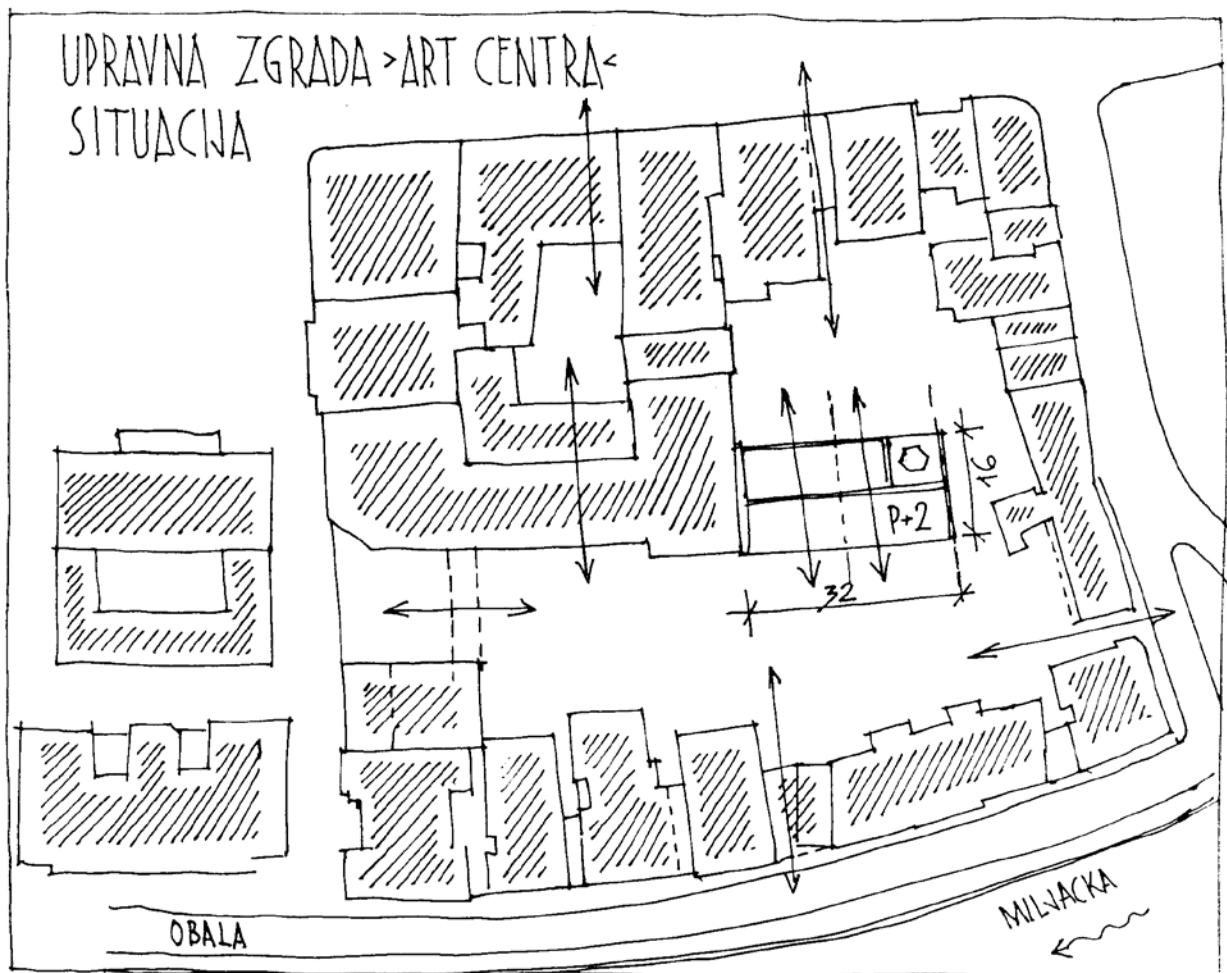 UPRAVNA ZGRADA >ART CENTRA<
SITUACIJA
16
P+2
32
MILJACKA
OBALA